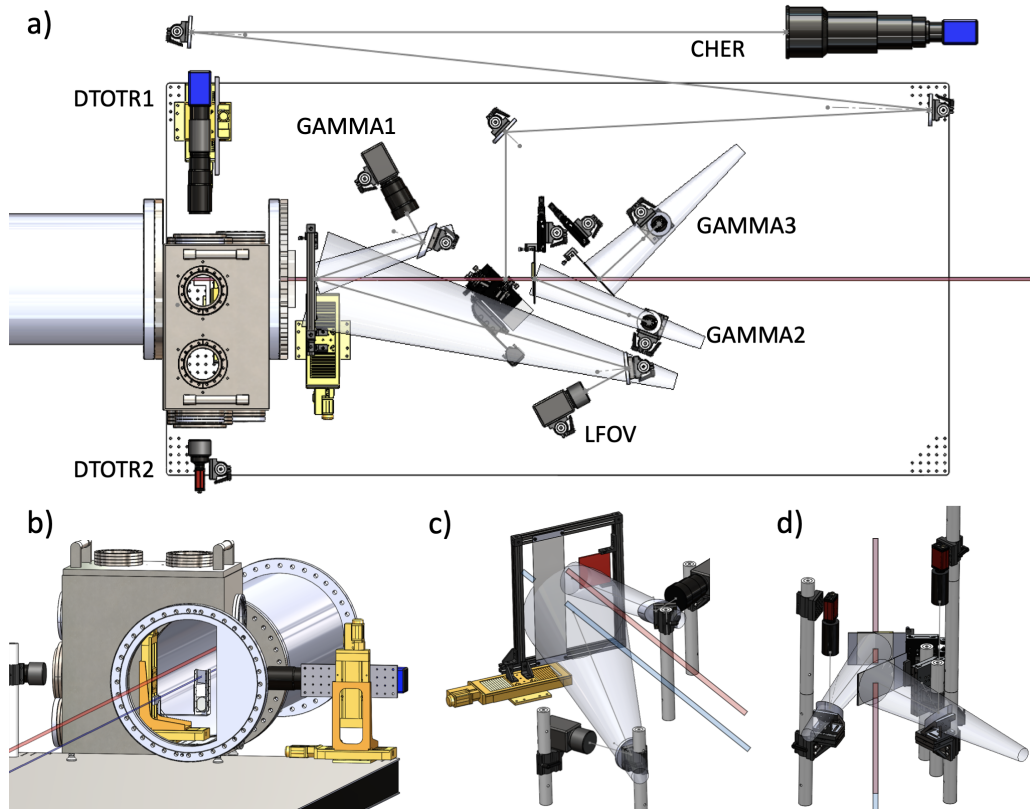 a)
CHER
DTOTR1
GAMMA1
GAMMA3
GAMMA2
LFOV
DTOTR2
b)
c)
d)